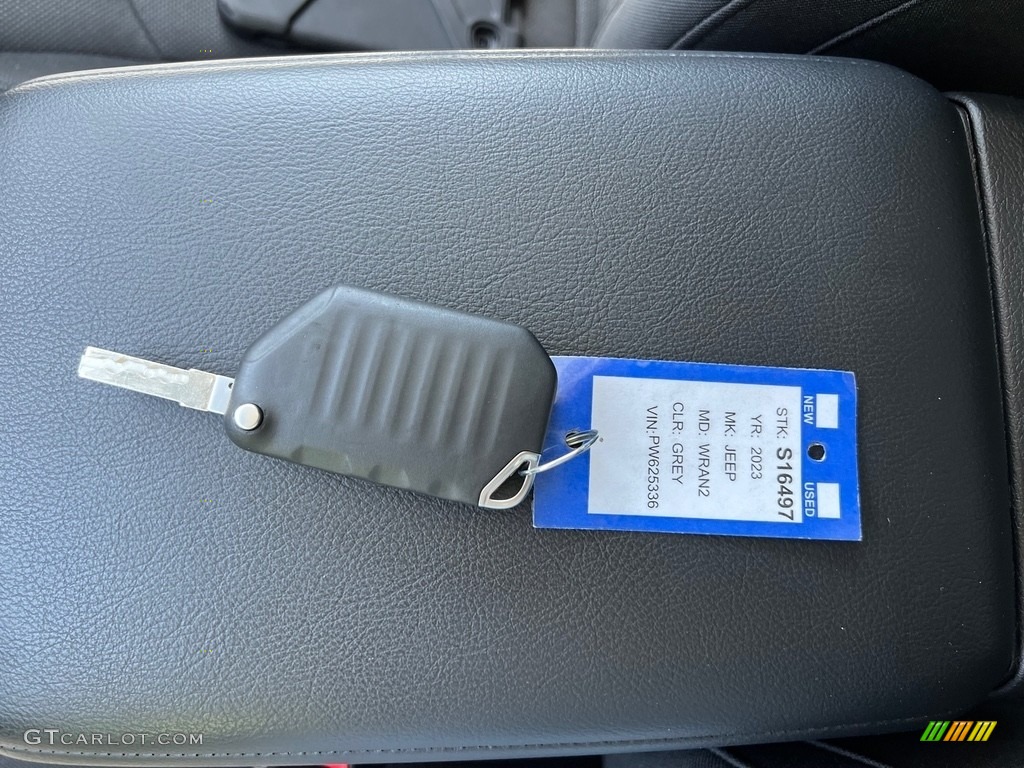 NEW
USED
STK: S16497
YR: 2023
MK: JEEP
MD: WRAN2
CLR: GREY
VIN:PW625336
GTCARLOT.COM